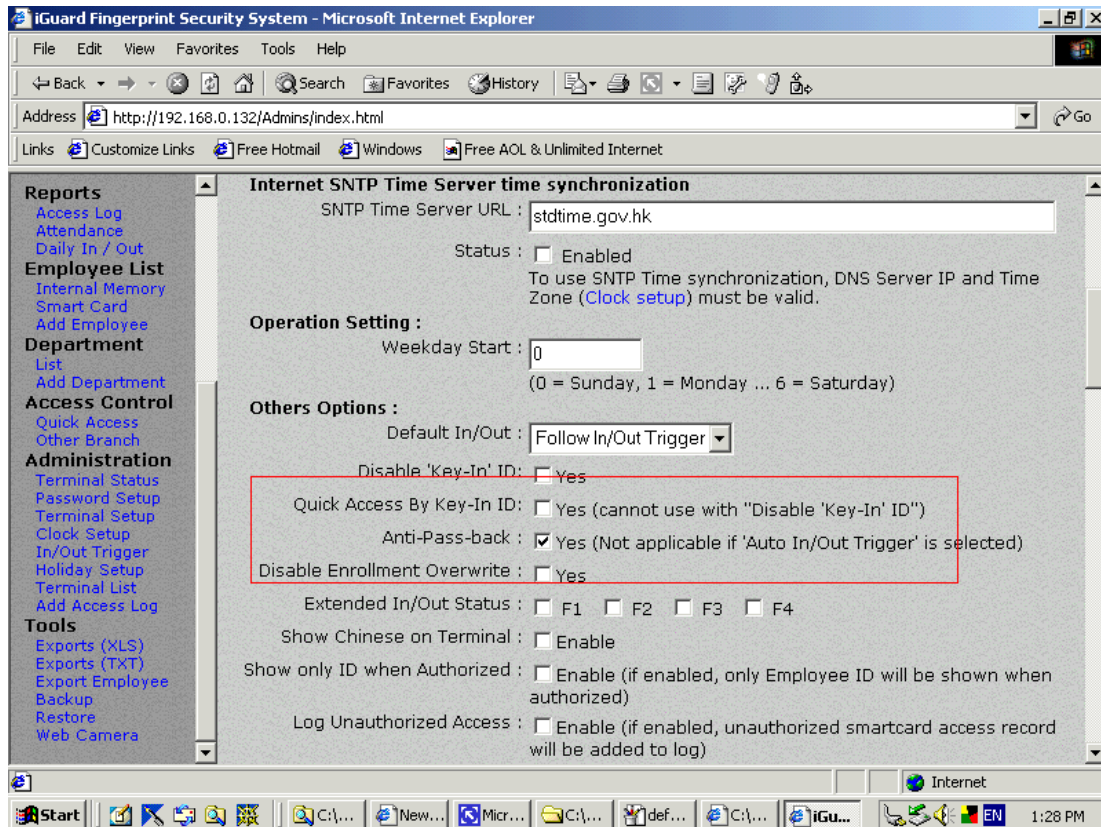 iGuard Fingerprint Security System - Microsoft Internet Explorer
File Edit View Favorites Tools Help
Back Search Favorites History
Address http://192.168.0.132/Admins/index.html Go
Links Customize Links Free Hotmail Windows Free AOL & Unlimited Internet
Reports
Access Log
Attendance
Daily In / Out
Employee List
Internal Memory
Smart Card
Add Employee
Department
List
Add Department
Access Control
Quick Access
Other Branch
Administration
Terminal Status
Password Setup
Terminal Setup
Clock Setup
In/Out Trigger
Holiday Setup
Terminal List
Add Access Log
Tools
Exports (XLS)
Exports (TXT)
Export Employee
Backup
Restore
Web Camera
Internet SNTP Time Server time synchronization
SNTP Time Server URL : stdtime.gov.hk
Status : Enabled
To use SNTP Time synchronization, DNS Server IP and Time
Zone (Clock setup) must be valid.
Operation Setting :
Weekday Start : 0
(0 = Sunday, 1 = Monday ... 6 = Saturday)
Others Options :
Default In/Out : Follow In/Out Trigger
Disable 'Key-In' ID: Yes
Quick Access By Key-In ID: Yes (cannot use with "Disable 'Key-In' ID")
Anti-Pass-back : Yes (Not applicable if 'Auto In/Out Trigger' is selected)
Disable Enrollment Overwrite : Yes
Extended In/Out Status : F1 F2 F3 F4
Show Chinese on Terminal : Enable
Show only ID when Authorized : Enable (if enabled, only Employee ID will be shown when
authorized)
Log Unauthorized Access : Enable (if enabled, unauthorized smartcard access record
will be added to log)
Internet
Start C:\... New... Micr... C:\... def... C:\... iGu... EN 1:28 PM